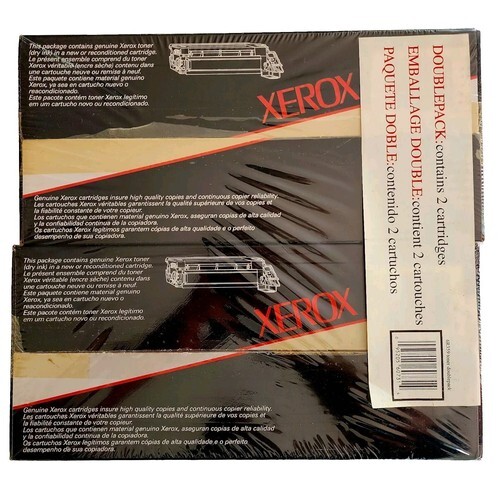 This package contains genuine Xerox toner
(dry ink) in a new or reconditioned cartridge.
Le présent ensemble comprend du toner
Xerox véritable (encre sèche) contenu dans
une cartouche neuve ou remise à neuf.
Este paquete contiene material genuino
Xerox, ya sea en cartucho nuevo o
reacondicionado.
Este pacote contém toner Xerox legítimo
em um cartucho novo ou recondicionado.
XEROX
Genuine Xerox cartridges insure high quality copies and continuous copier reliability.
Les cartouches Xerox véritables garantissent la qualité supérieure de vos copies et
la fiabilité constante de votre copieur.
Los cartuchos que contienen material genuino Xerox, aseguran copias de alta calidad
y la confiabilidad continua de la copiadora.
Os cartuchos Xerox legítimos garantem cópias de alta qualidade e o perfeito
desempenho de sua copiadora.
This package contains genuine Xerox toner
(dry ink) in a new or reconditioned cartridge.
Le présent ensemble comprend du toner
Xerox véritable (encre sèche) contenu dans
une cartouche neuve ou remise à neuf.
Este paquete contiene material genuino
Xerox, ya sea en cartucho nuevo o
reacondicionado.
Este pacote contém toner Xerox legítimo
em um cartucho novo ou recondicionado.
XEROX
Genuine Xerox cartridges insure high quality copies and continuous copier reliability.
Les cartouches Xerox véritables garantissent la qualité supérieure de vos copies et
la fiabilité constante de votre copieur.
Los cartuchos que contienen material genuino Xerox, aseguran copias de alta calidad
y la confiabilidad continua de la copiadora.
Os cartuchos Xerox legítimos garantem cópias de alta qualidade e o perfeito
desempenho de sua copiadora.
DOUBLEPACK:contains 2 cartridges
EMBALLAGE DOUBLE:contient 2 cartouches
PAQUETE DOBLE:contenido 2 cartuchos